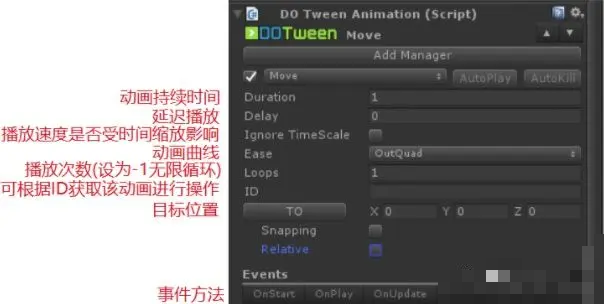 DO Tween Animation (Script)
DOTween Move
Add Manager
Move AutoPlay AutoKill
动画持续时间 Duration 1
延迟播放 Delay 0
播放速度是否受时间缩放影响 Ignore TimeScale
动画曲线 Ease OutQuad
播放次数(设为-1无限循环) Loops 1
可根据ID获取该动画进行操作 ID
目标位置 TO X 0 Y 0 Z 0
Snapping
Relative
Events
事件方法 OnStart OnPlay OnUpdate